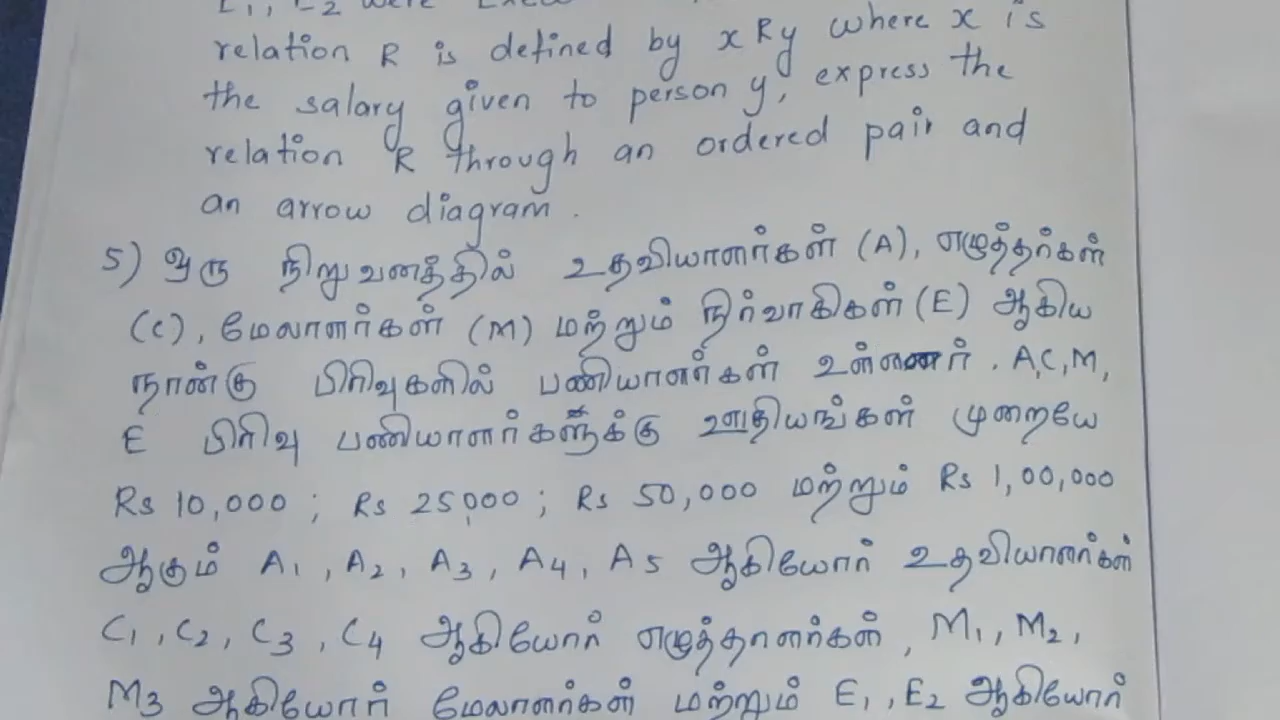 E1, E2 were
relation R is defined by xRy where x is
the salary given to person y, express the
relation R through an ordered pair and
an arrow diagram.
5) ஒரு நிறுவனத்தில் உதவியாளர்கள் (A), எழுத்தர்கள்
(C), மேலாளர்கள் (M) மற்றும் நிர்வாகிகள் (E) ஆகிய
நான்கு பிரிவுகளில் பணியாளர்கள் உள்ளனர். A,C,M,
E பிரிவு பணியாளர்களுக்கு ஊதியங்கள் முறையே
Rs 10,000 ; Rs 25,000 ; Rs 50,000 மற்றும் Rs 1,00,000
ஆகும் A1, A2, A3, A4, A5 ஆகியோர் உதவியாளர்கள்
C1, C2, C3, C4 ஆகியோர் எழுத்தாளர்கள், M1, M2,
M3 ஆகியோர் மேலாளர்கள் மற்றும் E1, E2 ஆகியோர்